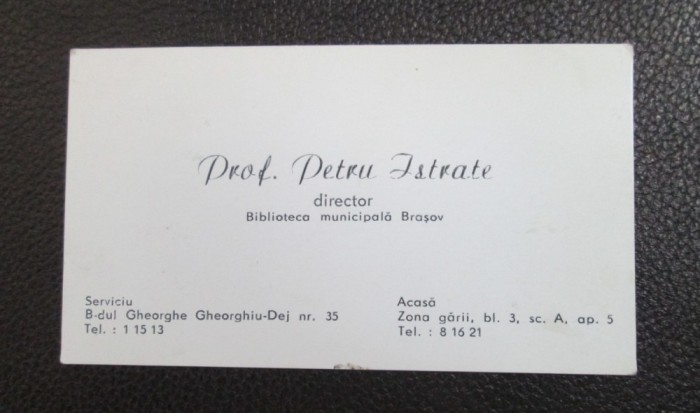 Prof. Petru Istrate
director
Biblioteca municipală Brașov
Serviciu
B-dul Gheorghe Gheorghiu-Dej nr. 35
Tel. : 1 15 13
Acasă
Zona gării, bl. 3, sc. A, ap. 5
Tel. : 8 16 21